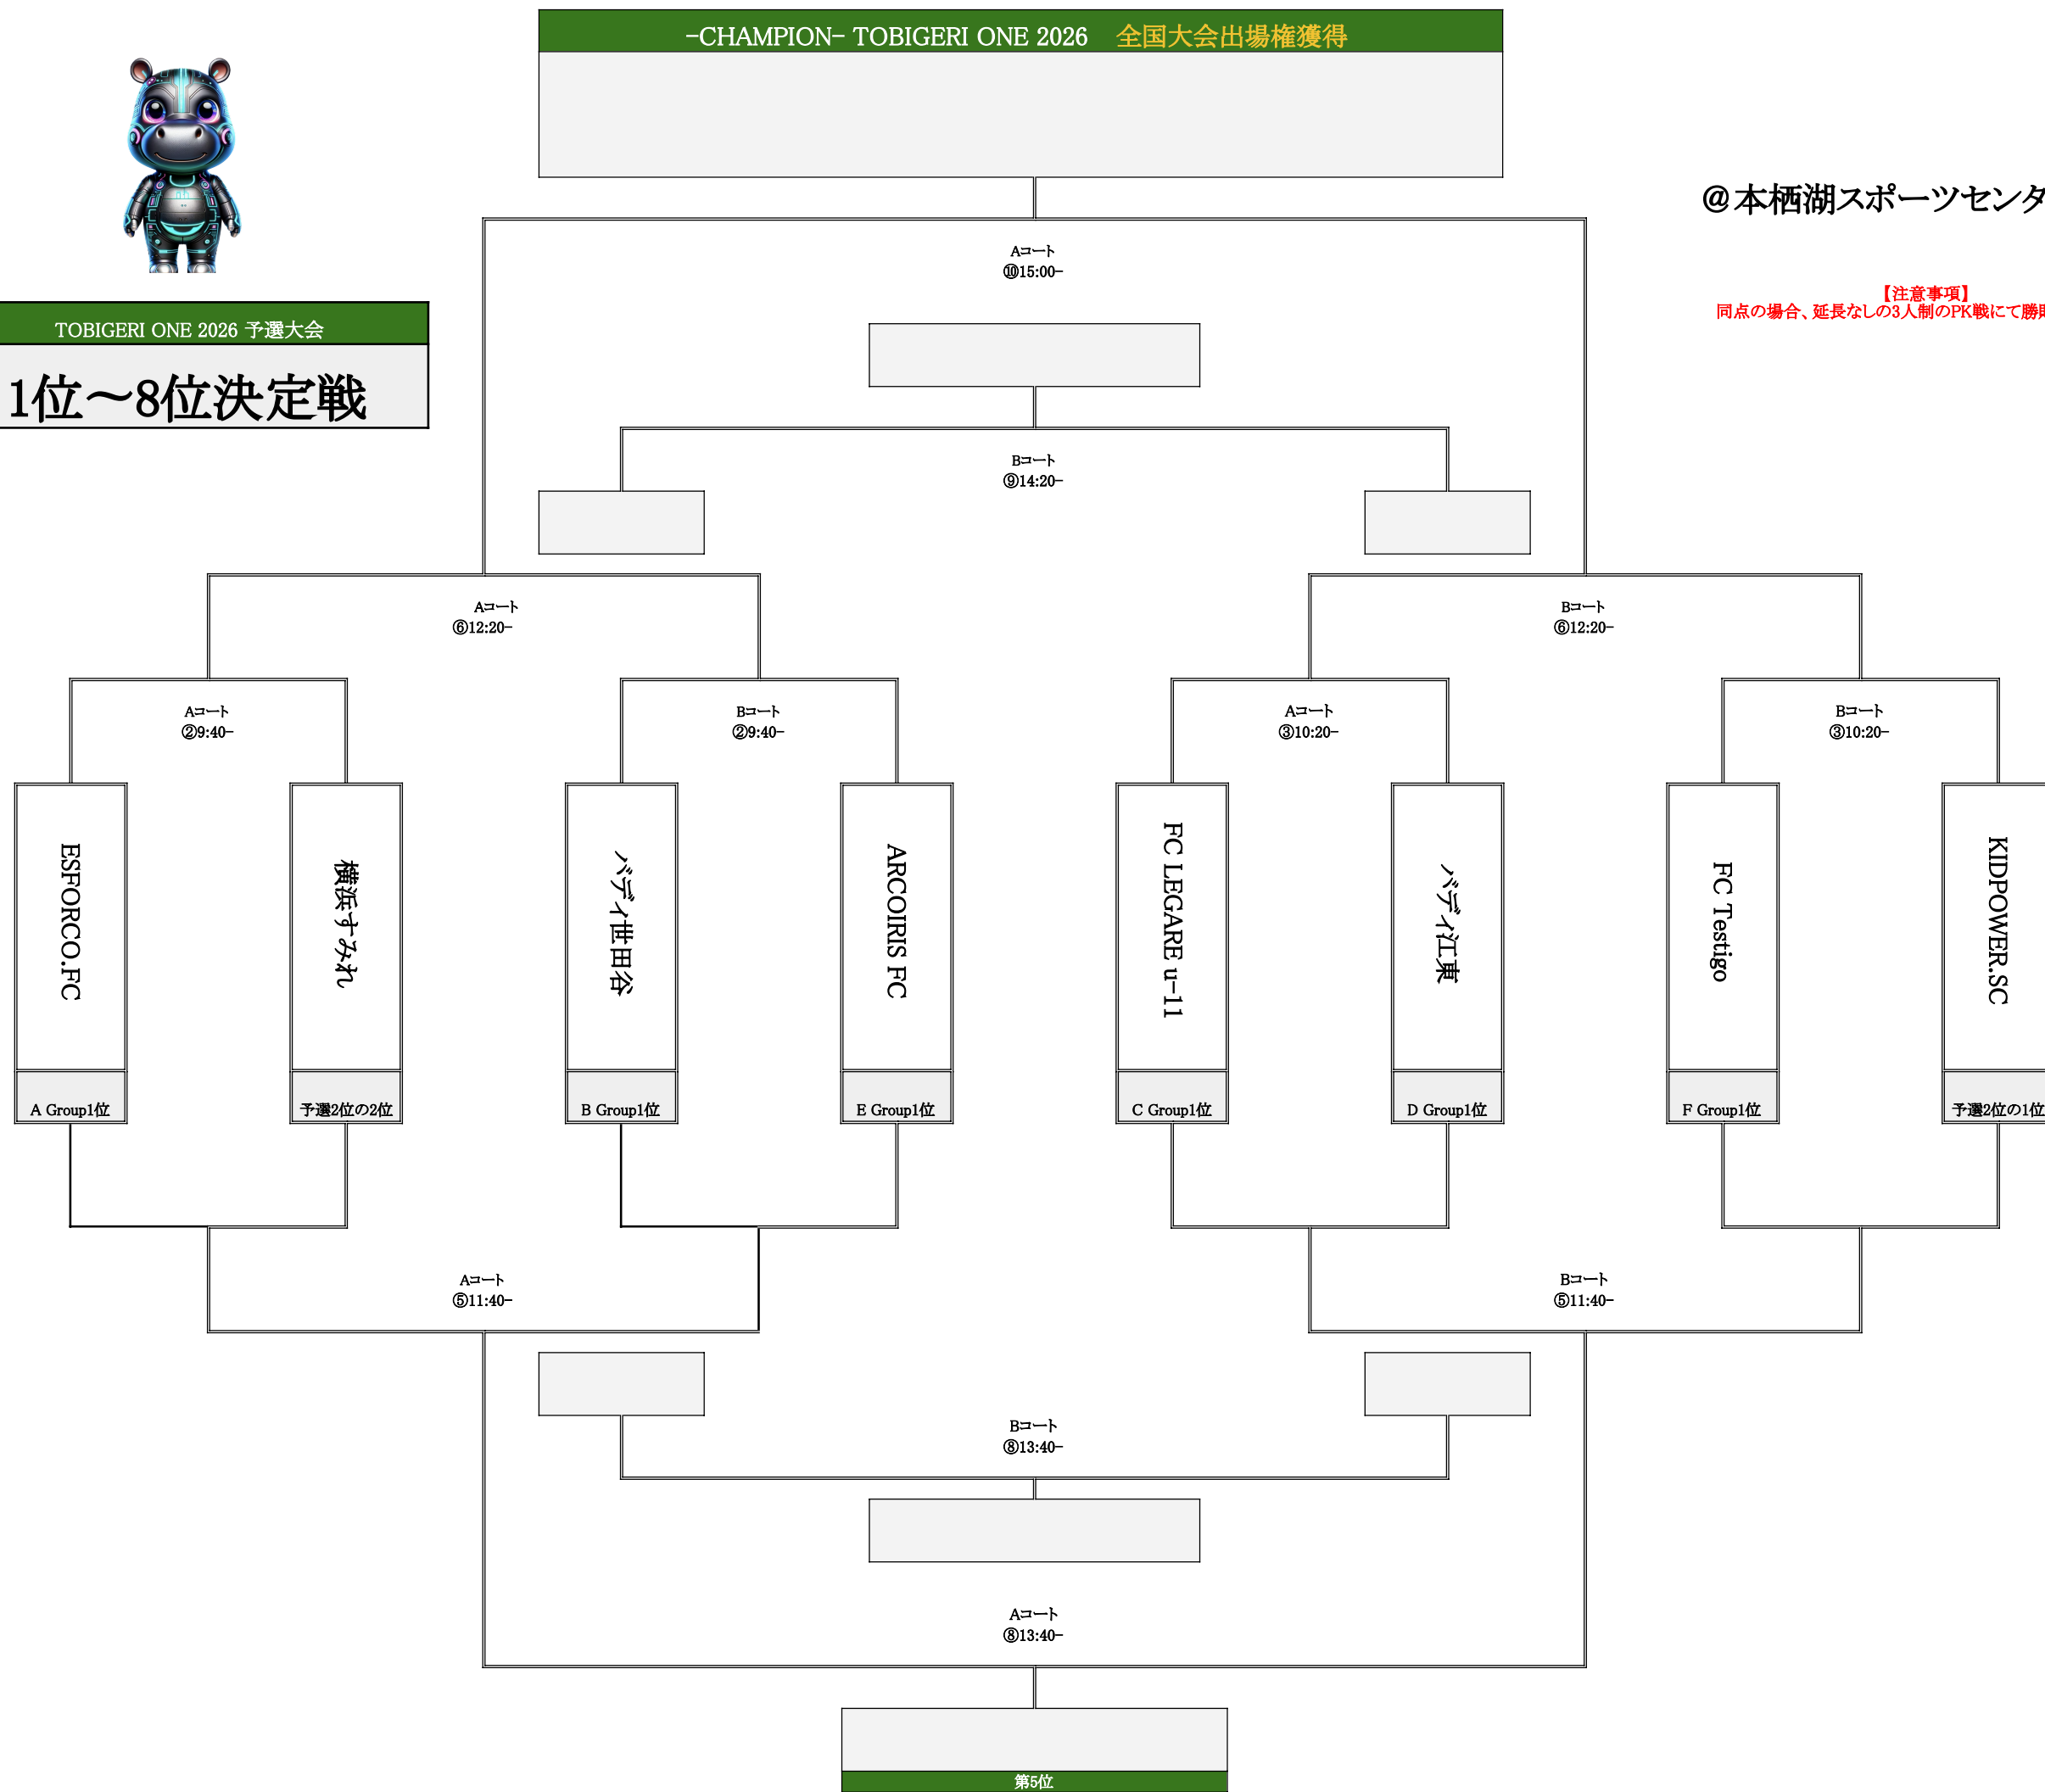 -CHAMPION- TOBIGERI ONE 2026 全国大会出場権獲得
@本栖湖スポーツセンタ
Aコート
⑩15:00-
【注意事項】
同点の場合、延長なしの3人制のPK戦にて勝
TOBIGERI ONE 2026 予選大会
1位～8位決定戦
Bコート
⑨14:20-
Aコート
⑥12:20-
Bコート
⑥12:20-
Aコート
②9:40-
Bコート
②9:40-
Aコート
③10:20-
Bコート
③10:20-
ESFORCO.FC
横浜すみれ
バディ世田谷
ARCOIRIS FC
FC LEGARE u-11
バディ江東
FC Testigo
KIDPOWER.SC
A Group1位
予選2位の2位
B Group1位
E Group1位
C Group1位
D Group1位
F Group1位
予選2位の1位
Aコート
⑤11:40-
Bコート
⑤11:40-
Bコート
⑧13:40-
Aコート
⑧13:40-
第5位